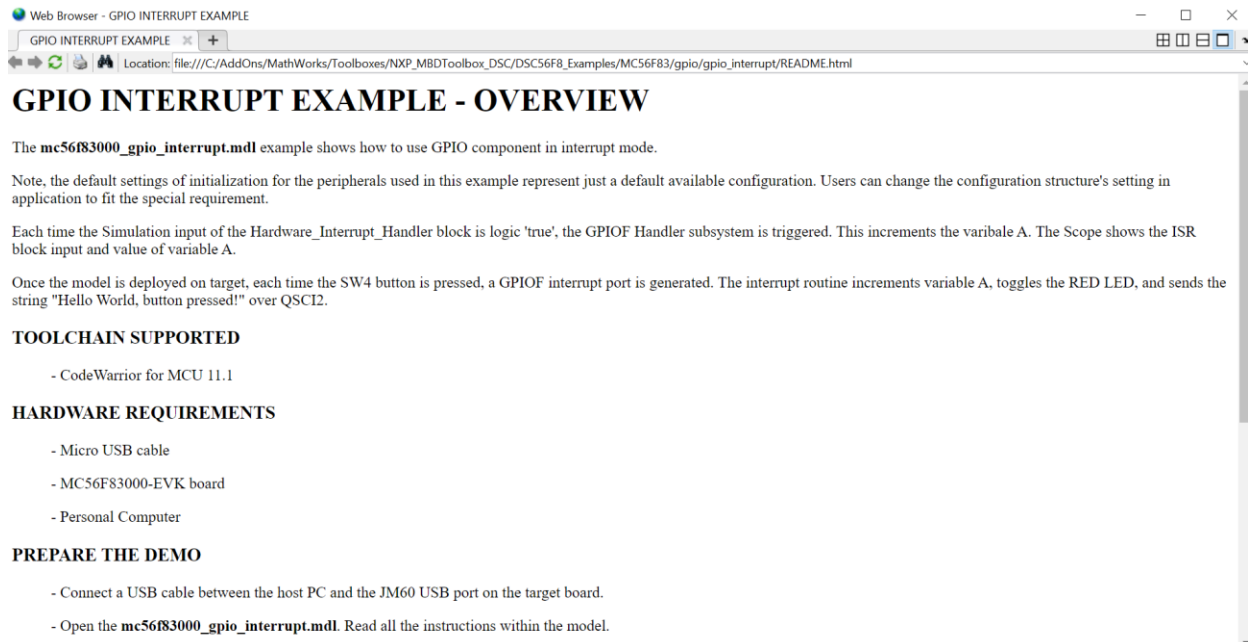 Web Browser - GPIO INTERRUPT EXAMPLE
GPIO INTERRUPT EXAMPLE
Location: file:///C:/AddOns/MathWorks/Toolboxes/NXP_MBDToolbox_DSC/DSC56F8_Examples/MC56F83/gpio/gpio_interrupt/README.html
GPIO INTERRUPT EXAMPLE - OVERVIEW
The mc56f83000_gpio_interrupt.mdl example shows how to use GPIO component in interrupt mode.
Note, the default settings of initialization for the peripherals used in this example represent just a default available configuration. Users can change the configuration structure's setting in
application to fit the special requirement.
Each time the Simulation input of the Hardware_Interrupt_Handler block is logic 'true', the GPIOF Handler subsystem is triggered. This increments the varibale A. The Scope shows the ISR
block input and value of variable A.
Once the model is deployed on target, each time the SW4 button is pressed, a GPIOF interrupt port is generated. The interrupt routine increments variable A, toggles the RED LED, and sends the
string "Hello World, button pressed!" over QSCI2.
TOOLCHAIN SUPPORTED
- CodeWarrior for MCU 11.1
HARDWARE REQUIREMENTS
- Micro USB cable
- MC56F83000-EVK board
- Personal Computer
PREPARE THE DEMO
- Connect a USB cable between the host PC and the JM60 USB port on the target board.
- Open the mc56f83000_gpio_interrupt.mdl. Read all the instructions within the model.